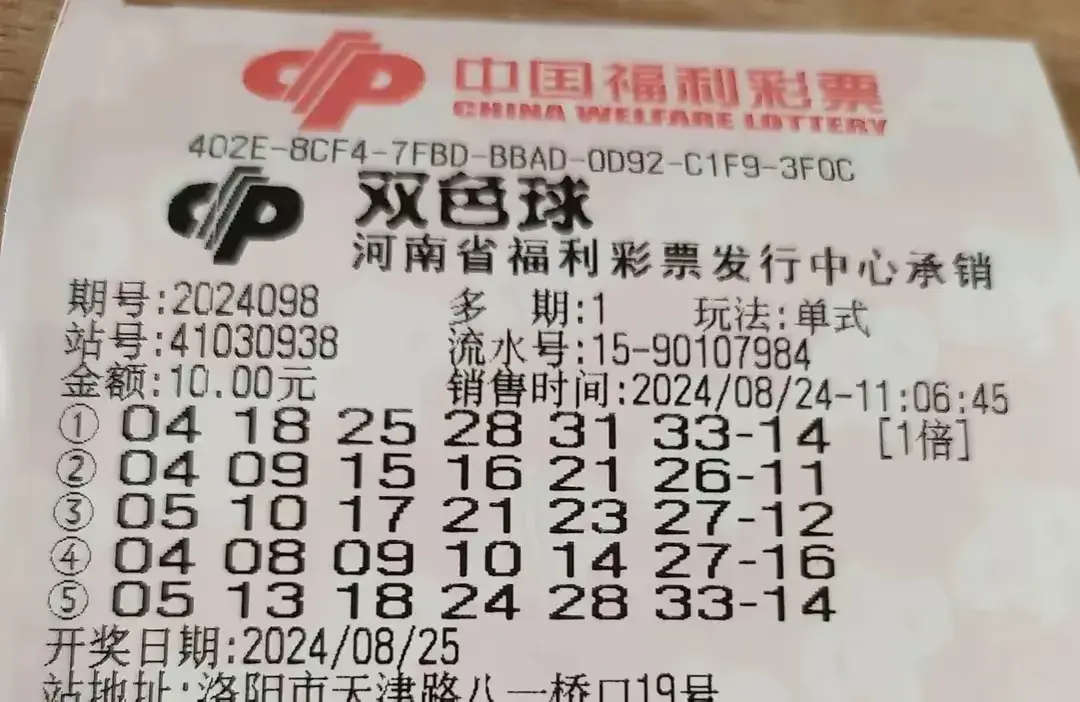 中国福利彩票
CHINA WELFARE LOTTERY
402E-8CF4-7FBD-BBAD-0D92-C1F9-3F0C
双色球
河南省福利彩票发行中心承销
期号:2024098 多 期:1 玩法:单式
站号:41030938 流水号:15-90107984
金额:10.00元 销售时间:2024/08/24-11:06:45
① 04 18 25 28 31 33-14 [1倍]
② 04 09 15 16 21 26-11
③ 05 10 17 21 23 27-12
④ 04 08 09 10 14 27-16
⑤ 05 13 18 24 28 33-14
开奖日期:2024/08/25
站地址:洛阳市天津路八一桥口19号